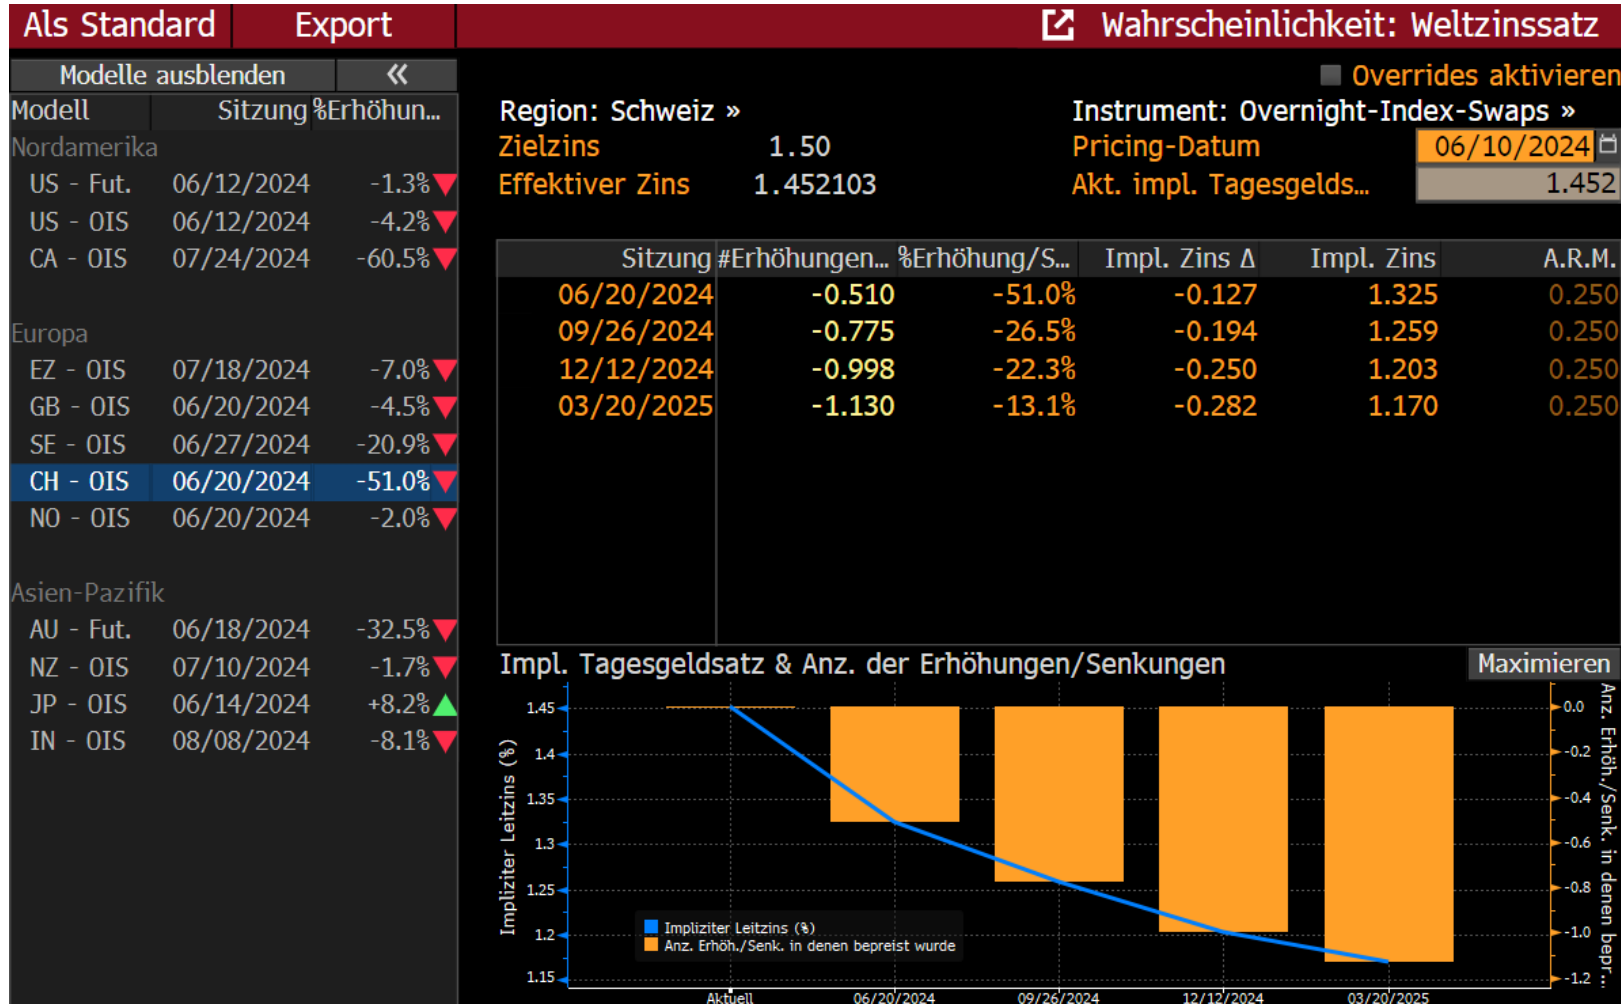 Als Standard Export Wahrscheinlichkeit: Weltzinssatz
Modelle ausblenden «
Overrides aktivieren
Modell Sitzung %Erhöhun...
Nordamerika
US - Fut. 06/12/2024 -1.3%
US - OIS 06/12/2024 -4.2%
CA - OIS 07/24/2024 -60.5%
Europa
EZ - OIS 07/18/2024 -7.0%
GB - OIS 06/20/2024 -4.5%
SE - OIS 06/27/2024 -20.9%
CH - OIS 06/20/2024 -51.0%
NO - OIS 06/20/2024 -2.0%
Asien-Pazifik
AU - Fut. 06/18/2024 -32.5%
NZ - OIS 07/10/2024 -1.7%
JP - OIS 06/14/2024 +8.2%
IN - OIS 08/08/2024 -8.1%
Region: Schweiz » Instrument: Overnight-Index-Swaps »
Zielzins 1.50 Pricing-Datum 06/10/2024
Effektiver Zins 1.452103 Akt. impl. Tagesgelds... 1.452
Sitzung #Erhöhungen... %Erhöhung/S... Impl. Zins Δ Impl. Zins A.R.M.
06/20/2024 -0.510 -51.0% -0.127 1.325 0.250
09/26/2024 -0.775 -26.5% -0.194 1.259 0.250
12/12/2024 -0.998 -22.3% -0.250 1.203 0.250
03/20/2025 -1.130 -13.1% -0.282 1.170 0.250
Impl. Tagesgeldsatz & Anz. der Erhöhungen/Senkungen Maximieren
Impliziter Leitzins (%)
1.45
1.4
1.35
1.3
1.25
1.2
1.15
Impliziter Leitzins (%)
Anz. Erhöh./Senk. in denen bepreist wurde
0.0
-0.2
-0.4
-0.6
-0.8
-1.0
-1.2
Anz. Erhöh./Senk. in denen bepr...
Aktuell 06/20/2024 09/26/2024 12/12/2024 03/20/2025